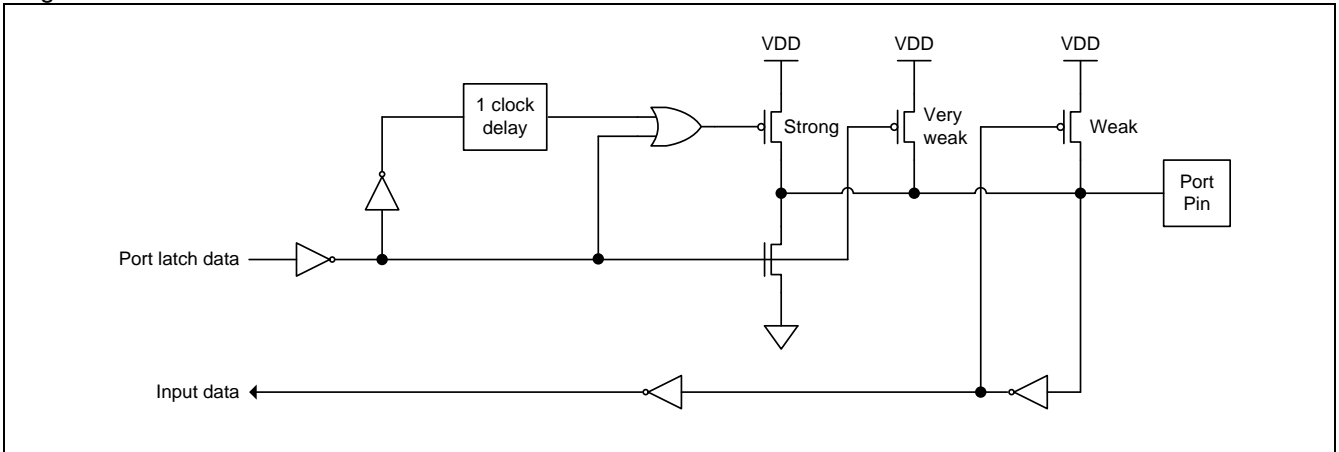 VDD
VDD
VDD
1 clock
delay
Strong
Very
weak
Weak
Port
Pin
Port latch data
Input data